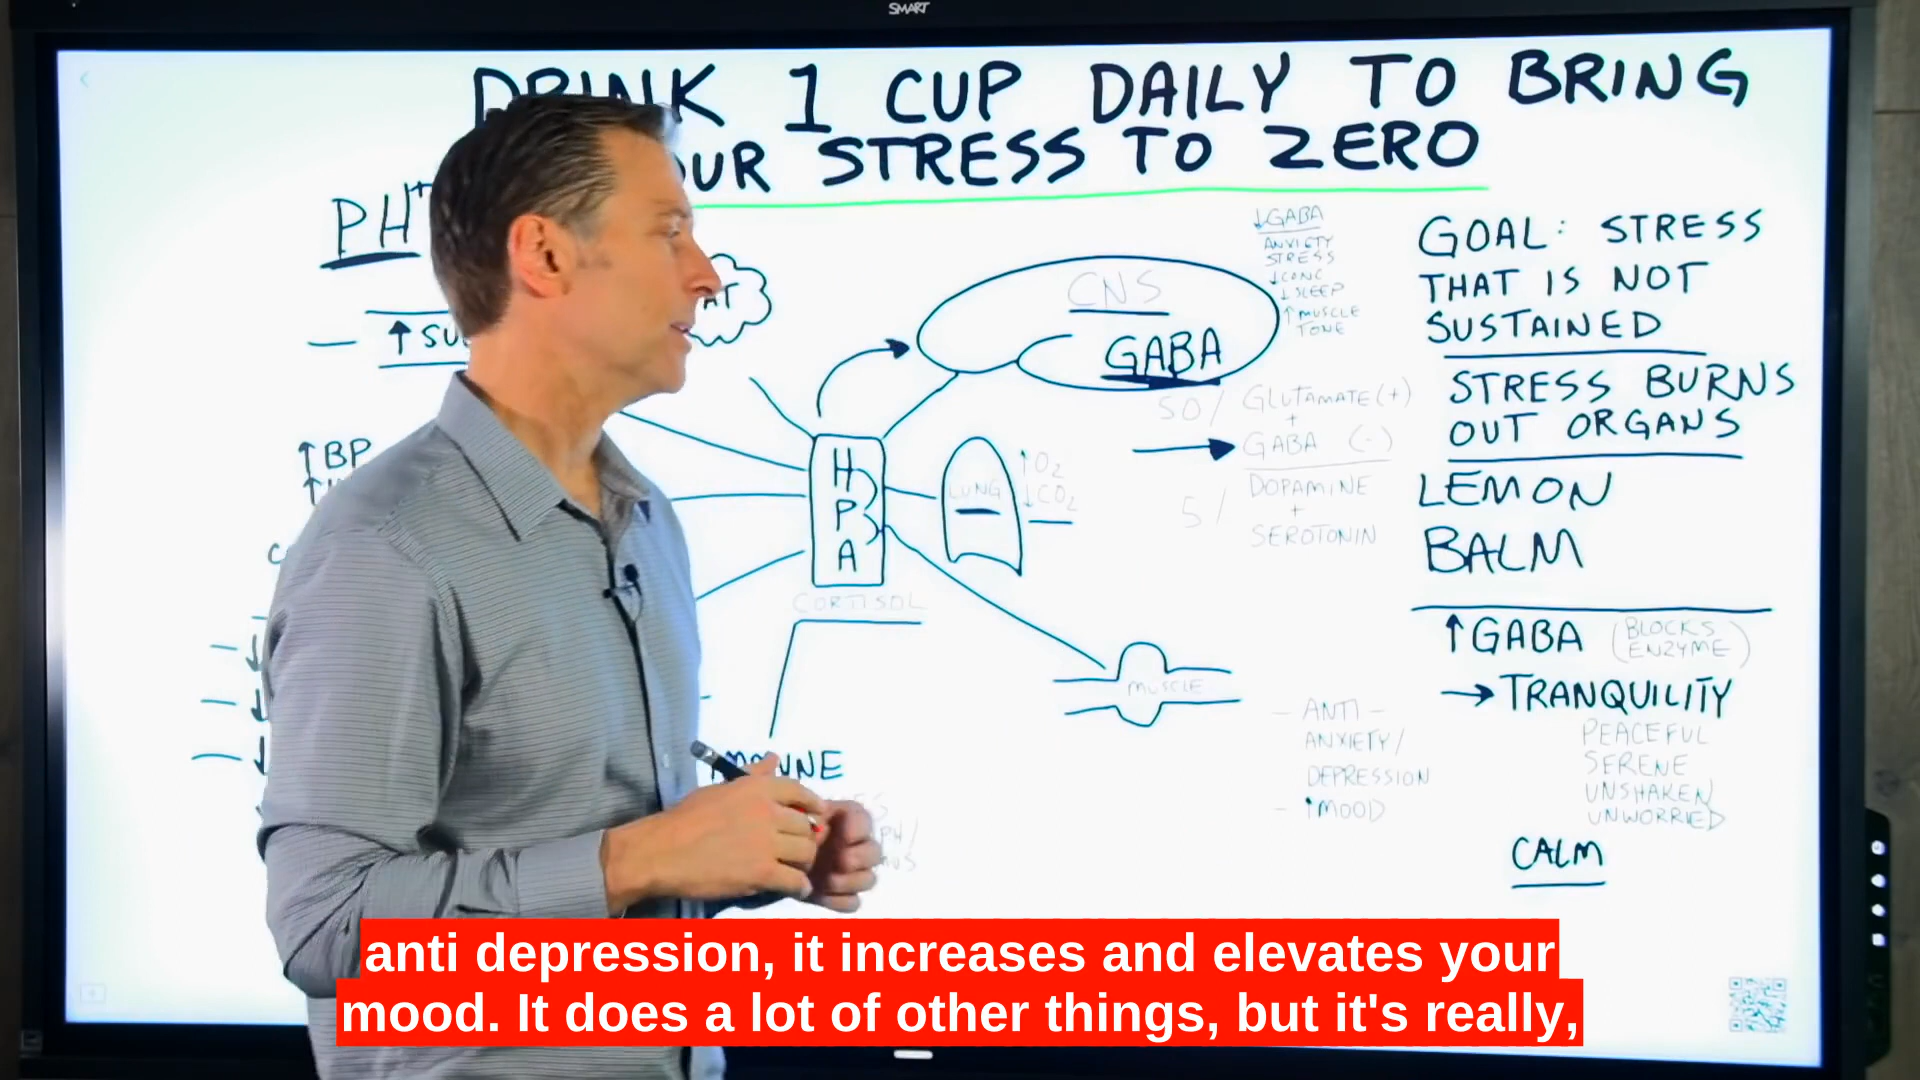 SMART
DRINK 1 CUP DAILY TO BRING
OUR STRESS TO ZERO
PH+
↑ SU
AT
↑BP
CNS
GABA
↓GABA
ANXIETY
STRESS
↓CONC
↓SLEEP
↑MUSCLE
TONE
50/ GLUTAMATE (+)
+
GABA (-)
5/ DOPAMINE
+
SEROTONIN
H
P
A
CORTISOL
LUNG
↑O2
↓CO2
MUSCLE
- ANTI -
ANXIETY/
DEPRESSION
- ↑MOOD
GOAL: STRESS
THAT IS NOT
SUSTAINED
STRESS BURNS
OUT ORGANS
LEMON
BALM
↑GABA (BLOCKS
ENZYME)
→TRANQUILITY
PEACEFUL
SERENE
UNSHAKEN
UNWORRIED
CALM
anti depression, it increases and elevates your
mood. It does a lot of other things, but it's really,